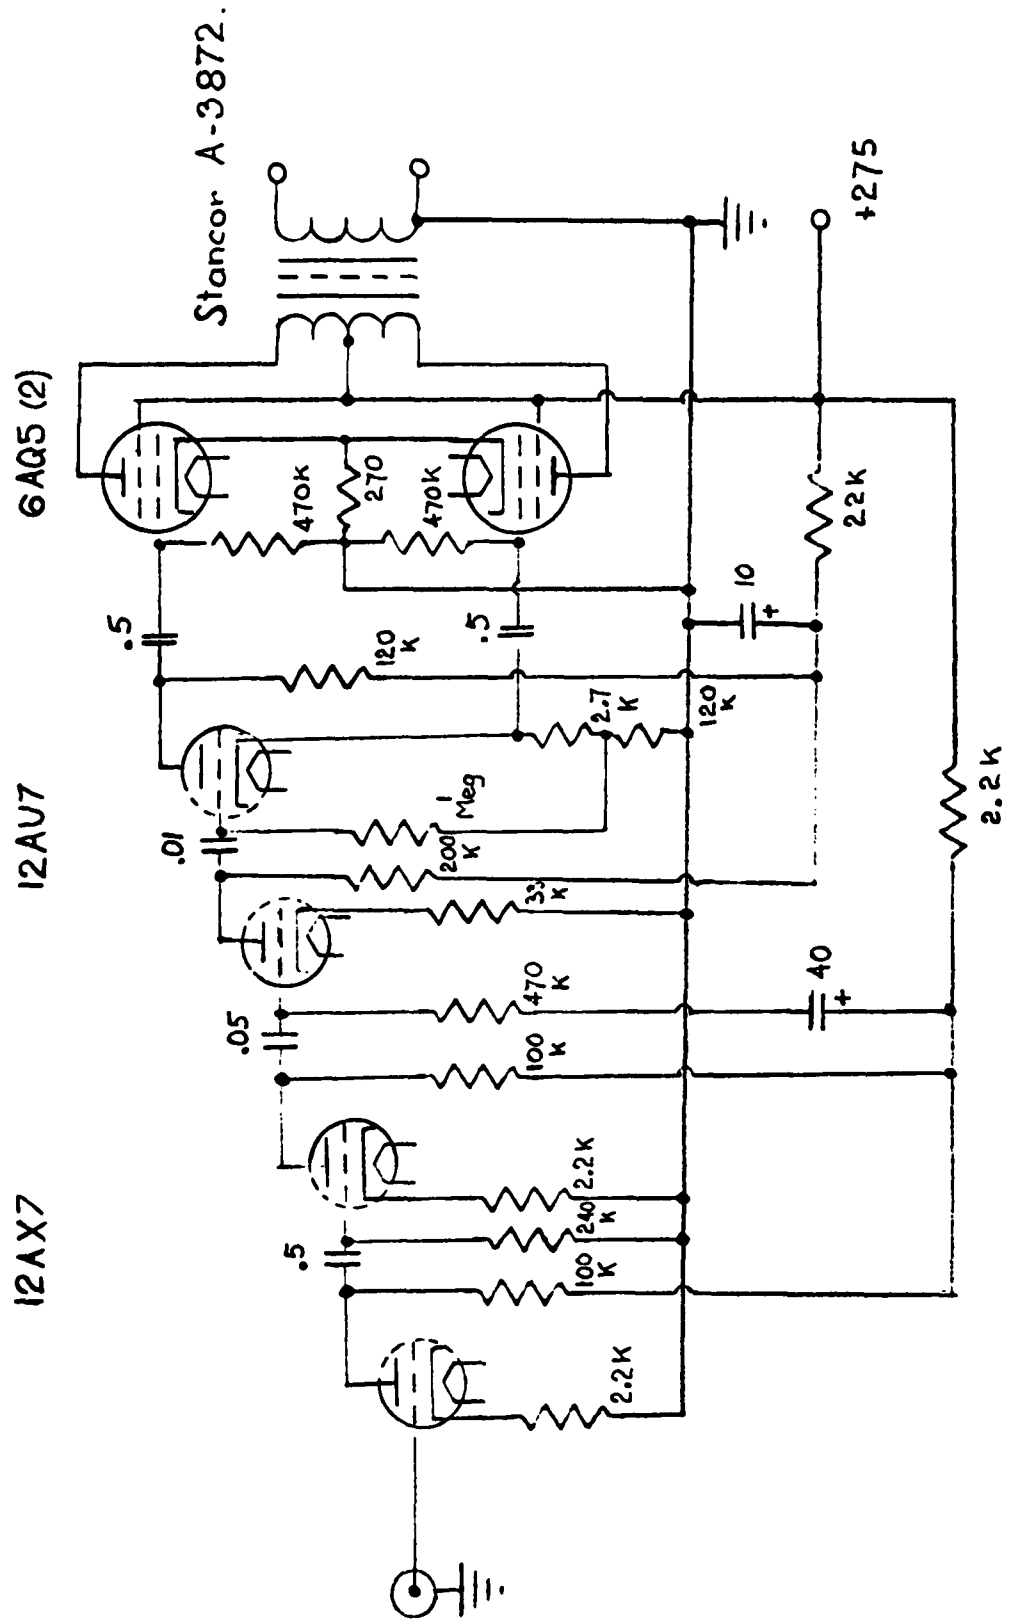 12AX7
12AU7
6AQ5 (2)
Stancor A-3872.
.5
.01
.05
.5
470K
270
120
K
470K
1
Meg
200
K
.5
33
K
470
K
100
K
2.2K
240
K
100
K
2.7
K
2.2K
120
K
10
+
40
+
22K
+275
2.2K